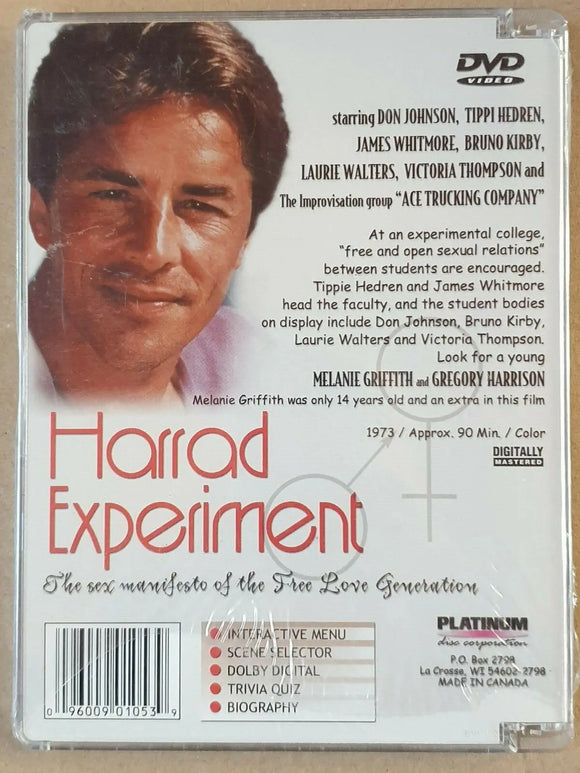 DVD
VIDEO
starring DON JOHNSON, TIPPI HEDREN,
JAMES WHITMORE, BRUNO KIRBY,
LAURIE WALTERS, VICTORIA THOMPSON and
The Improvisation group "ACE TRUCKING COMPANY"
At an experimental college,
"free and open sexual relations"
between students are encouraged.
Tippie Hedren and James Whitmore
head the faculty, and the student bodies
on display include Don Johnson, Bruno Kirby,
Laurie Walters and Victoria Thompson.
Look for a young
MELANIE GRIFFITH and GREGORY HARRISON
Melanie Griffith was only 14 years old and an extra in this film
1973 / Approx. 90 Min. / Color
DIGITALLY
MASTERED
Harrad
Experiment
The sex manifesto of the Free Love Generation
INTERACTIVE MENU
SCENE SELECTOR
DOLBY DIGITAL
TRIVIA QUIZ
BIOGRAPHY
0 96009 01053 9
PLATINUM
disc corporation
P.O. Box 2798
La Crosse, WI 54602-2798
MADE IN CANADA